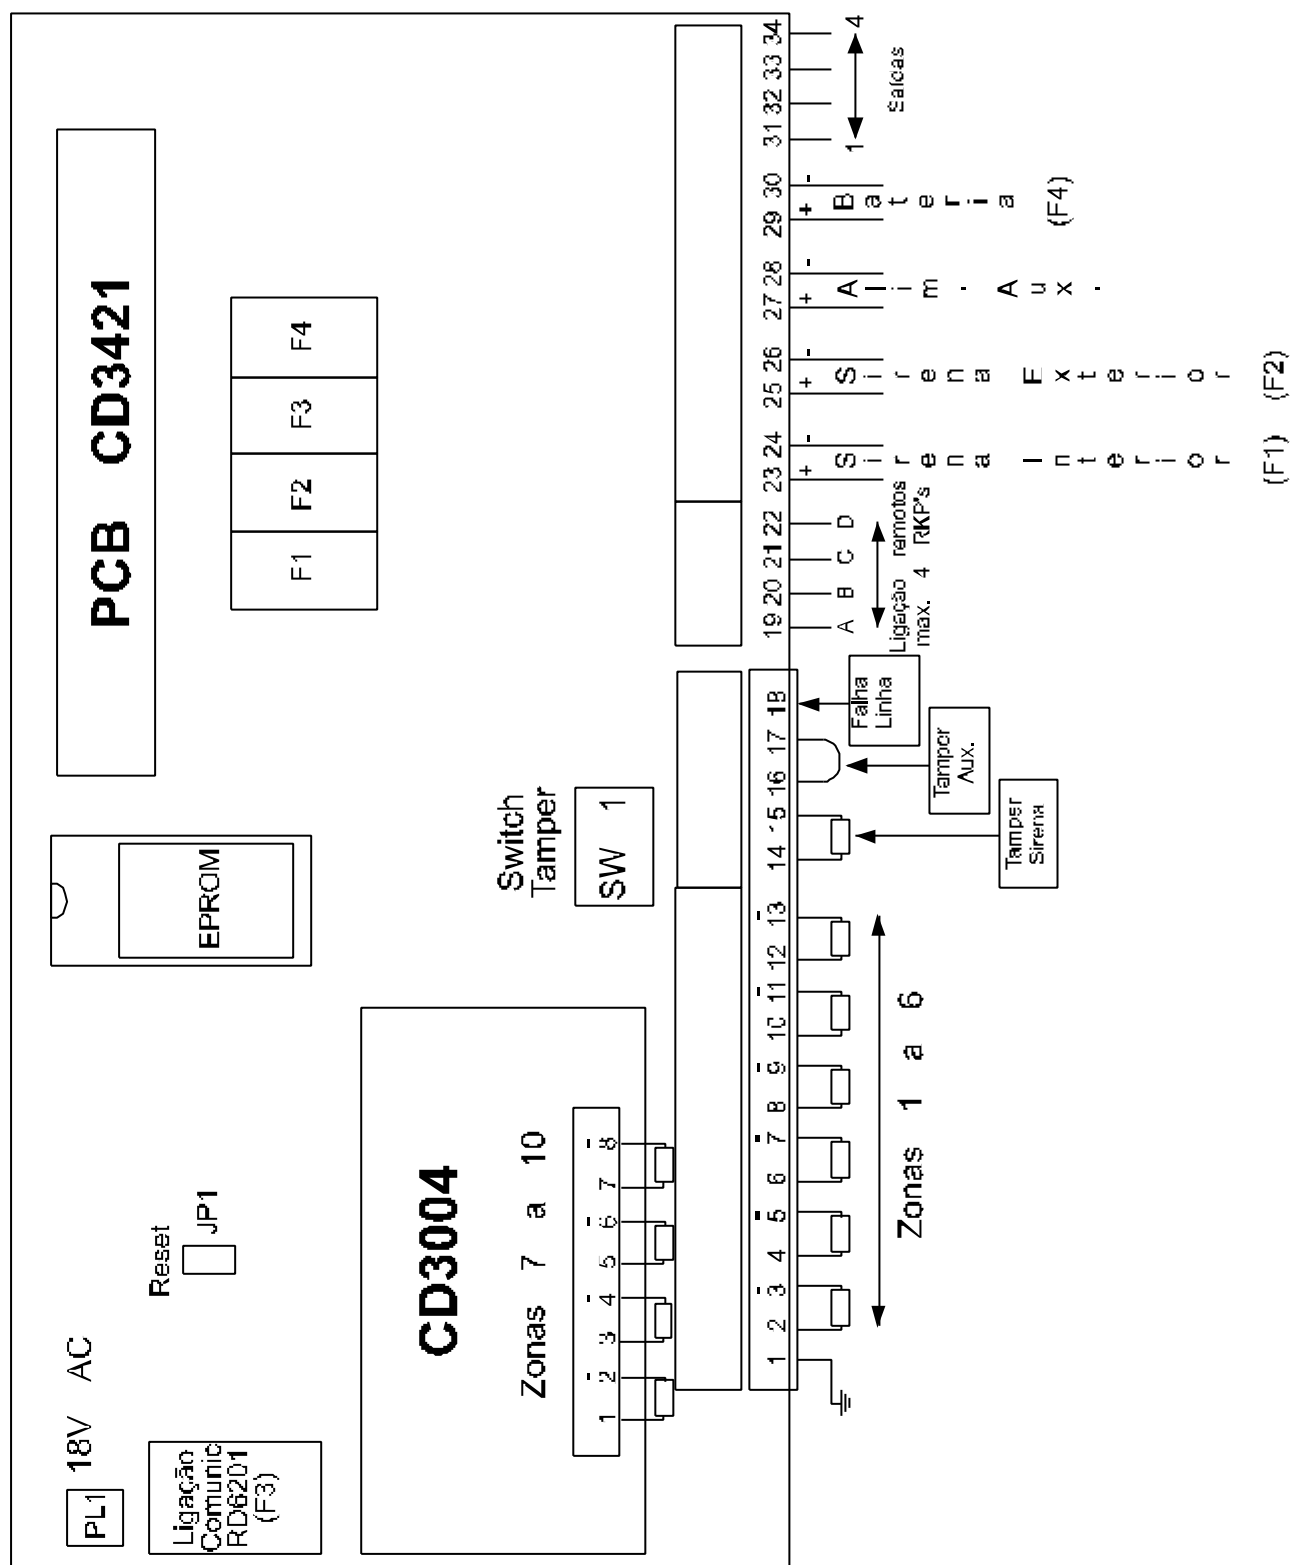 PCB CD3421
F1 F2 F3 F4
EPROM
Reset
JP1
18V AC
PL1
Ligação
Comunic
RD6201
(F3)
CD3004
Zonas 7 a 10
1 2 3 4 5 6 7 8
- - - -
Switch
Tamper
SW 1
1 2 3 4 5 6 7 8 9 10 11 12 13 14 15 16 17 18
- - - - - -
19 20 21 22 23 24 25 26 27 28 29 30 31 32 33 34
A B C D
+ - + - + - + -
Zonas 1 a 6
Tamper
Sirena
Tamper
Aux.
Falha
Linha
Ligação remotos
max. 4 RKP's
Sirena Interior (F1)
Sirena Exterior (F2)
Alim. Aux.
Bateria (F4)
1 4
Saídas